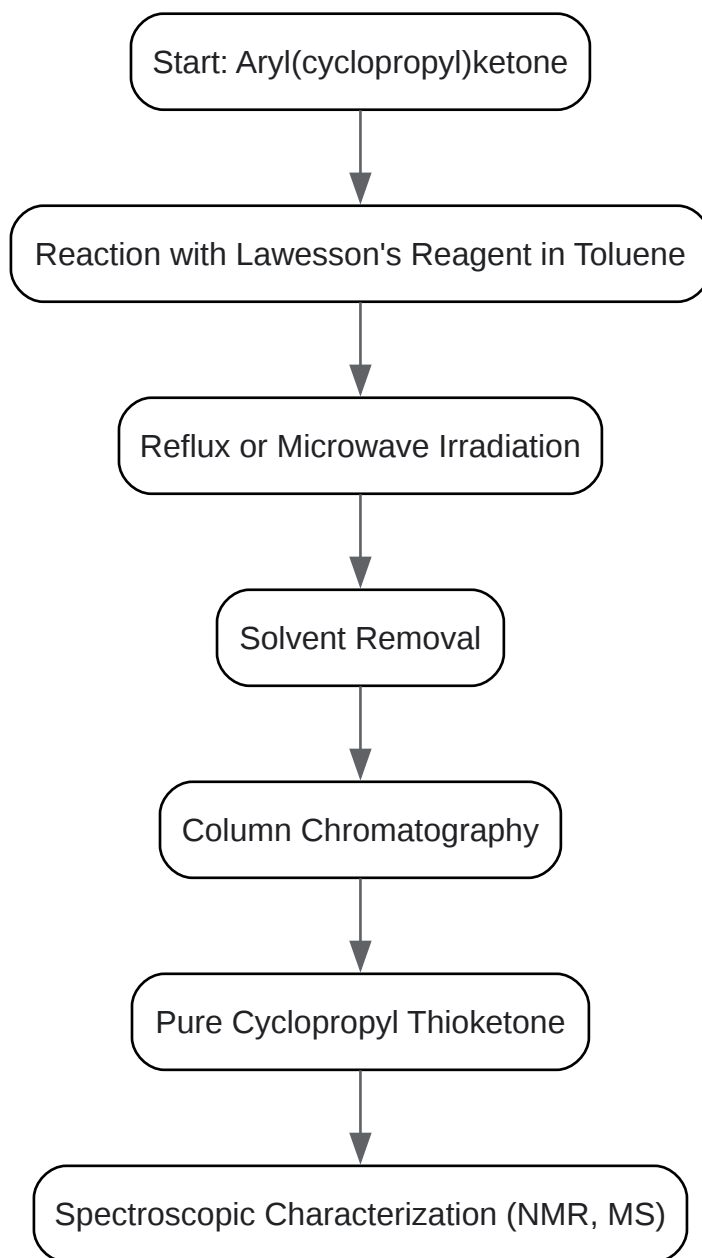 Start: Aryl(cyclopropyl)ketone
Reaction with Lawesson's Reagent in Toluene
Reflux or Microwave Irradiation
Solvent Removal
Column Chromatography
Pure Cyclopropyl Thioketone
Spectroscopic Characterization (NMR, MS)